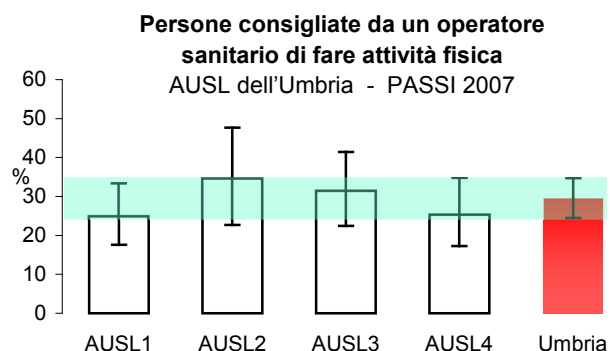 Persone consigliate da un operatore
sanitario di fare attività fisica
AUSL dell'Umbria - PASSI 2007
60
50
40
%
30
20
10
0
AUSL1 AUSL2 AUSL3 AUSL4 Umbria